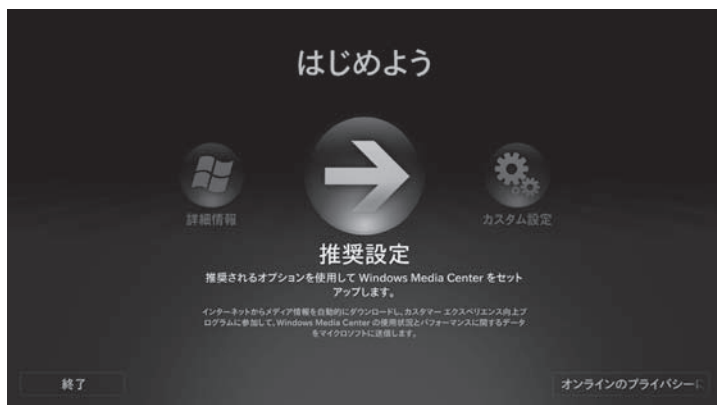 はじめよう
詳細情報
カスタム設定
推奨設定
推奨されるオプションを使用して Windows Media Center をセット
アップします。
インターネットからメディア情報を自動的にダウンロードし、カスタマー エクスペリエンス向上プ
ログラムに参加して、Windows Media Center の使用状況とパフォーマンスに関するデータ
をマイクロソフトに送信します。
終了
オンラインのプライバシーに